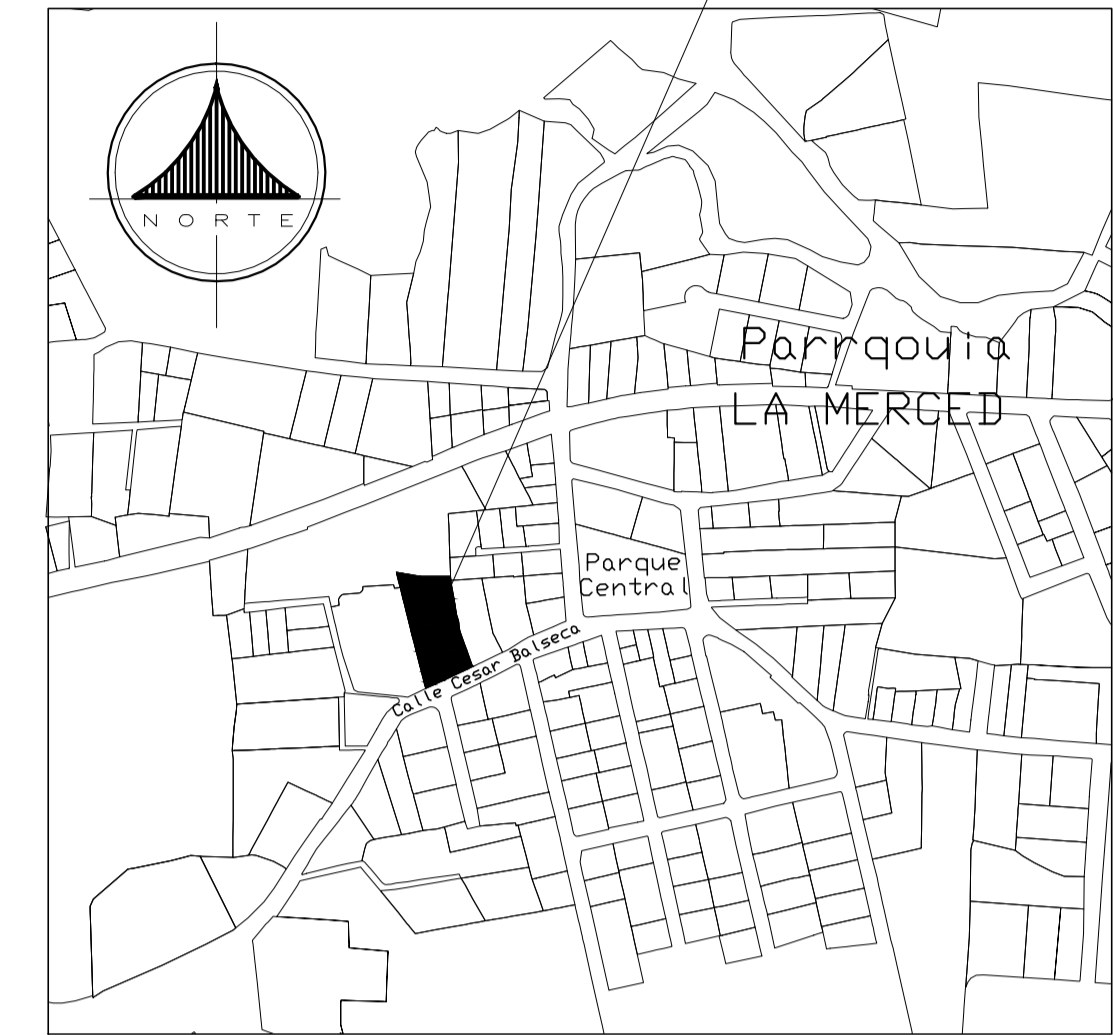 NORTE
Parrqouia
LA MERCED
Parque
Central
Calle Cesar Balseca